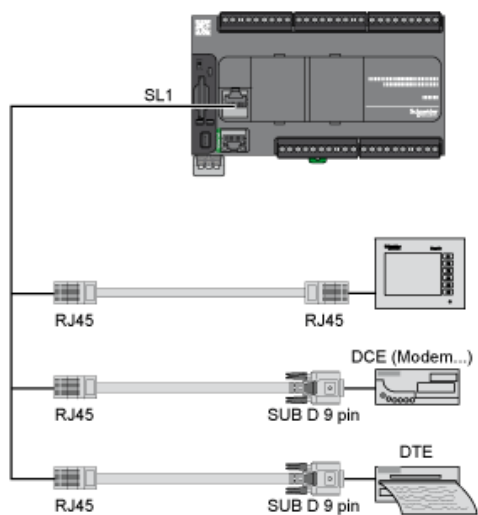 SL1
RJ45
RJ45
DCE (Modem...)
RJ45
SUB D 9 pin
DTE
RJ45
SUB D 9 pin